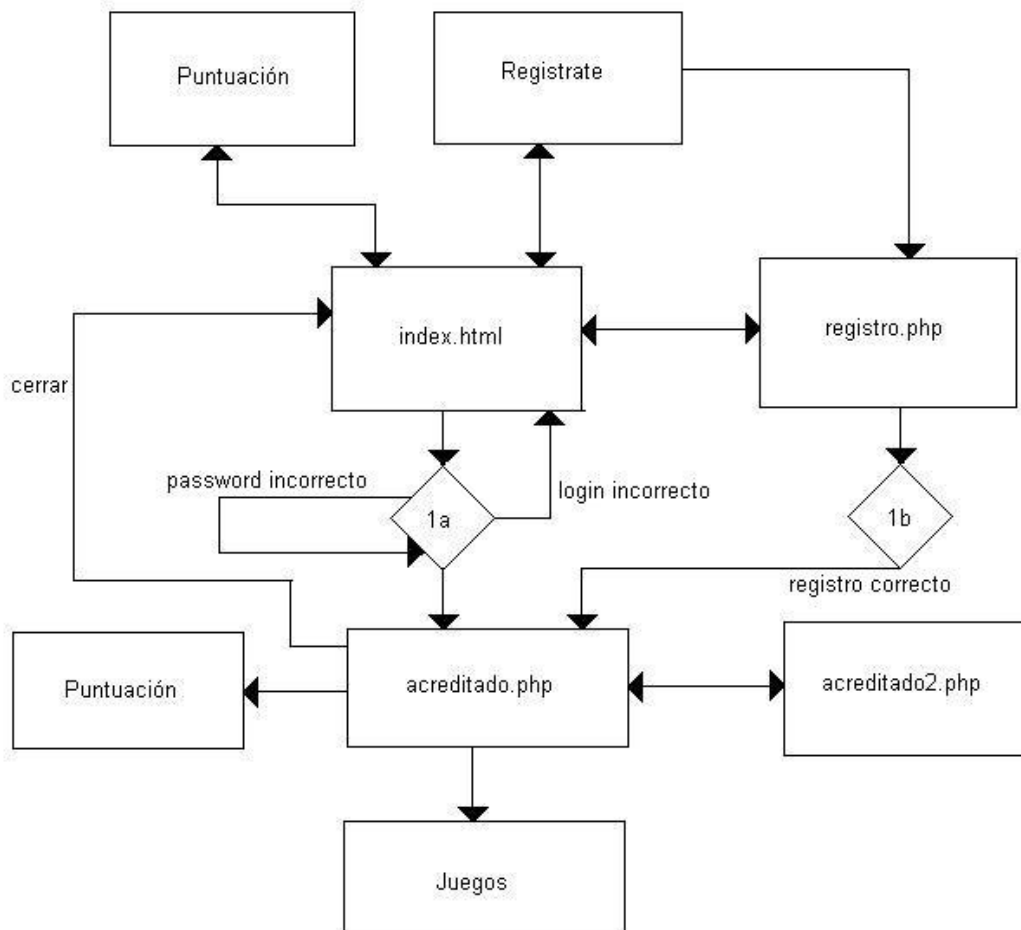 Puntuación
Registrate
index.html
registro.php
cerrar
password incorrecto
login incorrecto
1a
1b
registro correcto
Puntuación
acreditado.php
acreditado2.php
Juegos